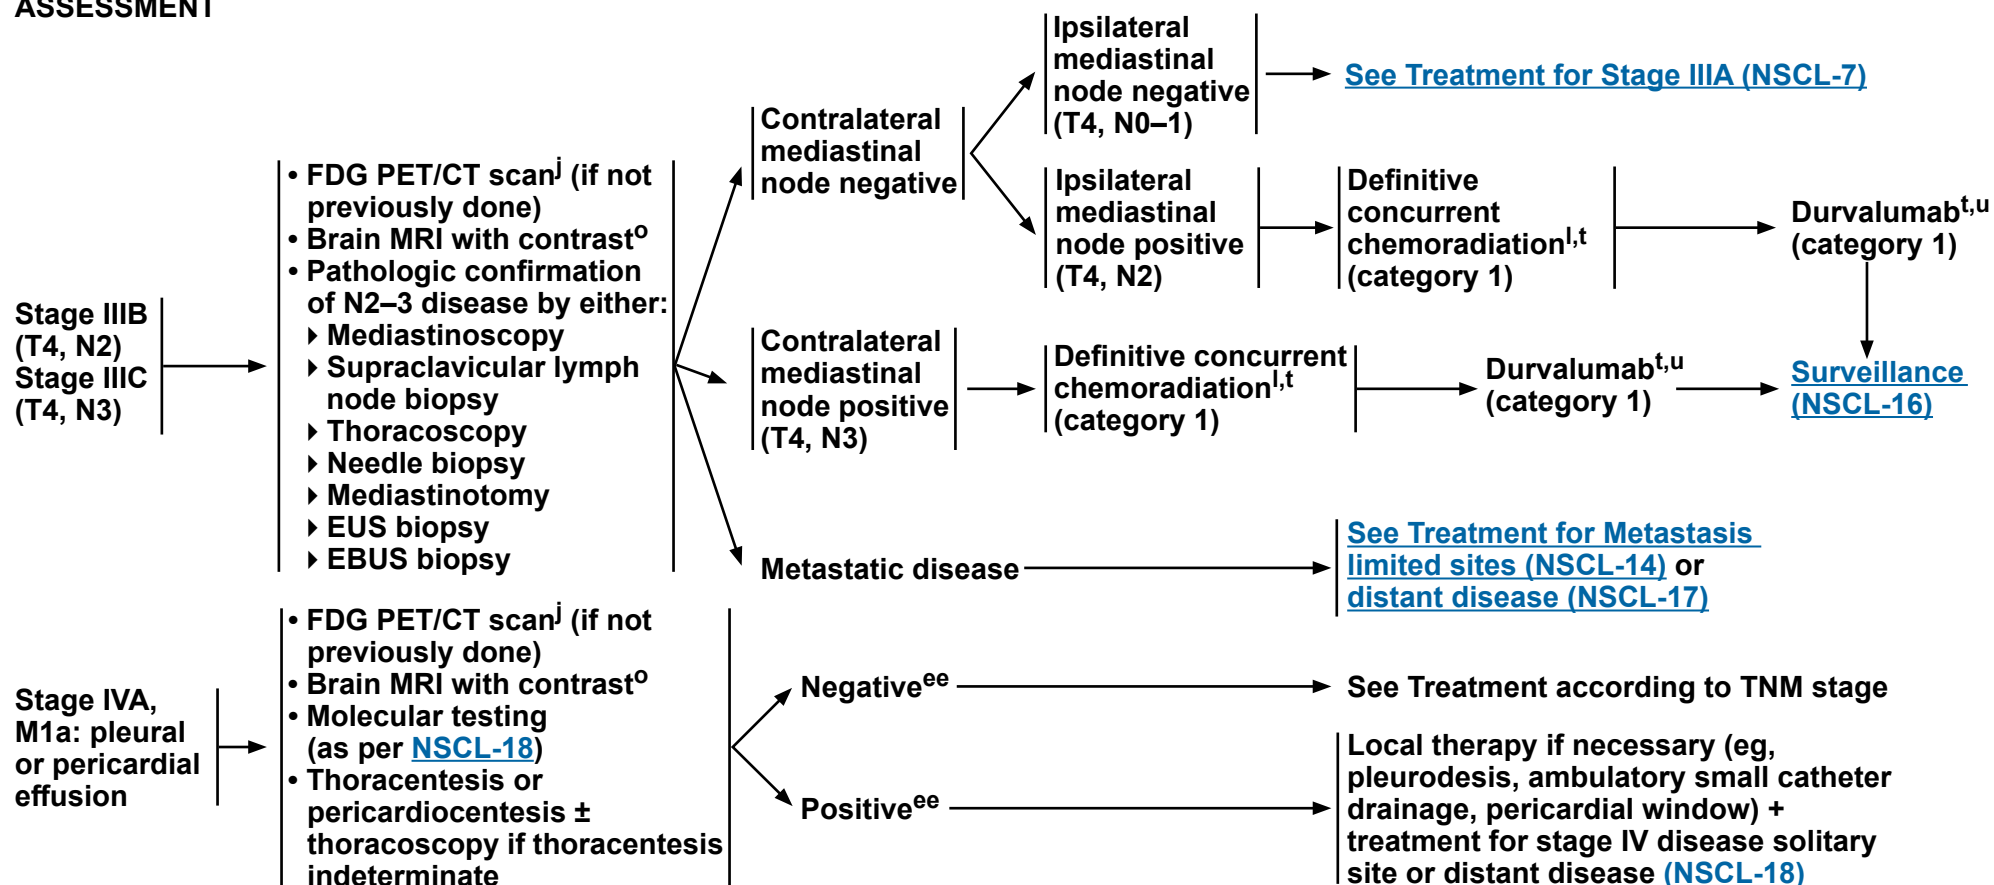 ASSESSMENT
Stage IIIB
(T4, N2)
Stage IIIC
(T4, N3)
• FDG PET/CT scanʲ (if not
previously done)
• Brain MRI with contrastᵒ
• Pathologic confirmation
of N2–3 disease by either:
▸ Mediastinoscopy
▸ Supraclavicular lymph
node biopsy
▸ Thoracoscopy
▸ Needle biopsy
▸ Mediastinotomy
▸ EUS biopsy
▸ EBUS biopsy
Contralateral
mediastinal
node negative
Ipsilateral
mediastinal
node negative
(T4, N0–1)
See Treatment for Stage IIIA (NSCL-7)
Ipsilateral
mediastinal
node positive
(T4, N2)
Definitive
concurrent
chemoradiationˡ,ᵗ
(category 1)
Durvalumabᵗ,ᵘ
(category 1)
Contralateral
mediastinal
node positive
(T4, N3)
Definitive concurrent
chemoradiationˡ,ᵗ
(category 1)
Durvalumabᵗ,ᵘ
(category 1)
Surveillance
(NSCL-16)
Metastatic disease
See Treatment for Metastasis
limited sites (NSCL-14) or
distant disease (NSCL-17)
Stage IVA,
M1a: pleural
or pericardial
effusion
• FDG PET/CT scanʲ (if not
previously done)
• Brain MRI with contrastᵒ
• Molecular testing
(as per NSCL-18)
• Thoracentesis or
pericardiocentesis ±
thoracoscopy if thoracentesis
indeterminate
Negativeᵉᵉ
See Treatment according to TNM stage
Positiveᵉᵉ
Local therapy if necessary (eg,
pleurodesis, ambulatory small catheter
drainage, pericardial window) +
treatment for stage IV disease solitary
site or distant disease (NSCL-18)